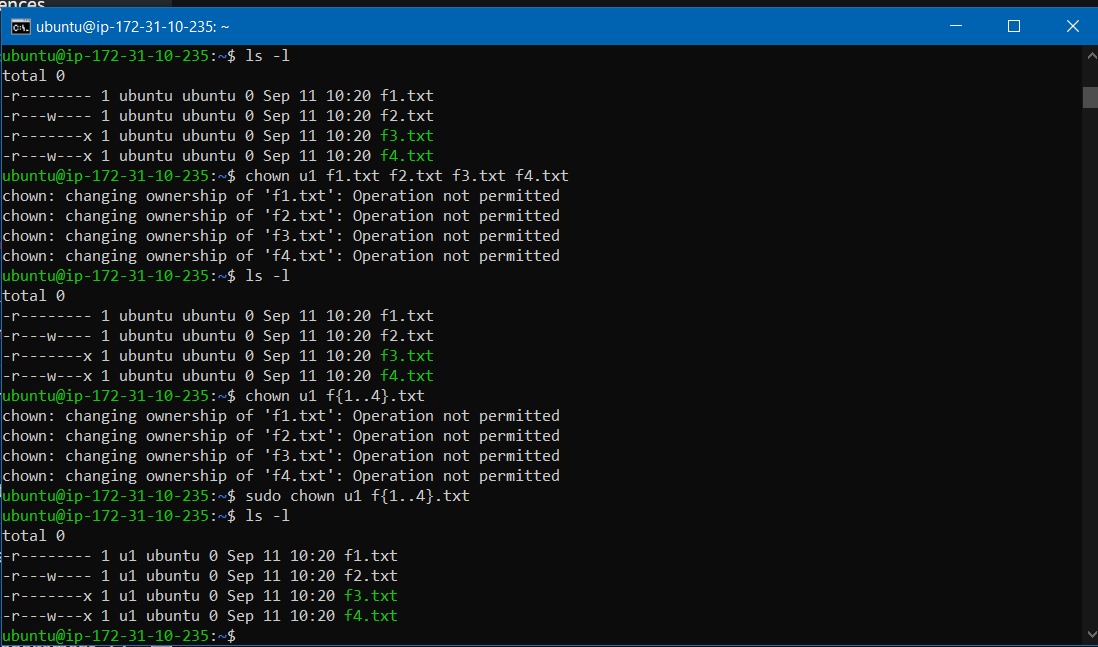 ences
ubuntu@ip-172-31-10-235: ~
ubuntu@ip-172-31-10-235:~$ ls -l
total 0
-r-------- 1 ubuntu ubuntu 0 Sep 11 10:20 f1.txt
-r---w---- 1 ubuntu ubuntu 0 Sep 11 10:20 f2.txt
-r-------x 1 ubuntu ubuntu 0 Sep 11 10:20 f3.txt
-r---w---x 1 ubuntu ubuntu 0 Sep 11 10:20 f4.txt
ubuntu@ip-172-31-10-235:~$ chown u1 f1.txt f2.txt f3.txt f4.txt
chown: changing ownership of 'f1.txt': Operation not permitted
chown: changing ownership of 'f2.txt': Operation not permitted
chown: changing ownership of 'f3.txt': Operation not permitted
chown: changing ownership of 'f4.txt': Operation not permitted
ubuntu@ip-172-31-10-235:~$ ls -l
total 0
-r-------- 1 ubuntu ubuntu 0 Sep 11 10:20 f1.txt
-r---w---- 1 ubuntu ubuntu 0 Sep 11 10:20 f2.txt
-r-------x 1 ubuntu ubuntu 0 Sep 11 10:20 f3.txt
-r---w---x 1 ubuntu ubuntu 0 Sep 11 10:20 f4.txt
ubuntu@ip-172-31-10-235:~$ chown u1 f{1..4}.txt
chown: changing ownership of 'f1.txt': Operation not permitted
chown: changing ownership of 'f2.txt': Operation not permitted
chown: changing ownership of 'f3.txt': Operation not permitted
chown: changing ownership of 'f4.txt': Operation not permitted
ubuntu@ip-172-31-10-235:~$ sudo chown u1 f{1..4}.txt
ubuntu@ip-172-31-10-235:~$ ls -l
total 0
-r-------- 1 u1 ubuntu 0 Sep 11 10:20 f1.txt
-r---w---- 1 u1 ubuntu 0 Sep 11 10:20 f2.txt
-r-------x 1 u1 ubuntu 0 Sep 11 10:20 f3.txt
-r---w---x 1 u1 ubuntu 0 Sep 11 10:20 f4.txt
ubuntu@ip-172-31-10-235:~$